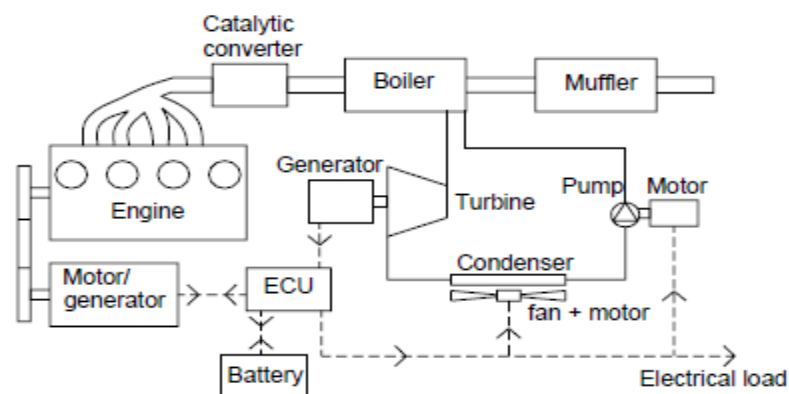 Catalytic
converter
Boiler
Muffler
Engine
Generator
Turbine
Pump
Motor
Motor/
generator
ECU
Condenser
fan + motor
Battery
Electrical load